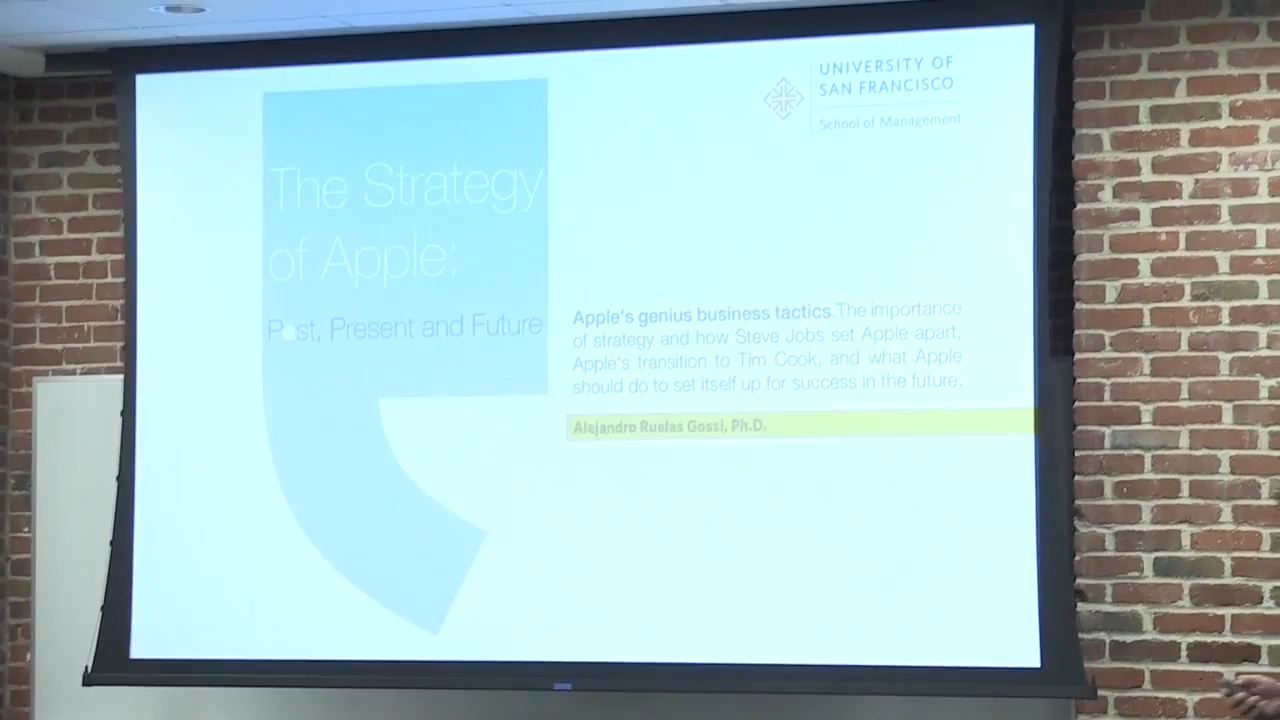 UNIVERSITY OF
SAN FRANCISCO
School of Management
The Strategy
of Apple:
Past, Present and Future
Apple's genius business tactics.The importance
of strategy and how Steve Jobs set Apple apart,
Apple's transition to Tim Cook, and what Apple
should do to set itself up for success in the future.
Alejandro Ruelas Gossi, Ph.D.